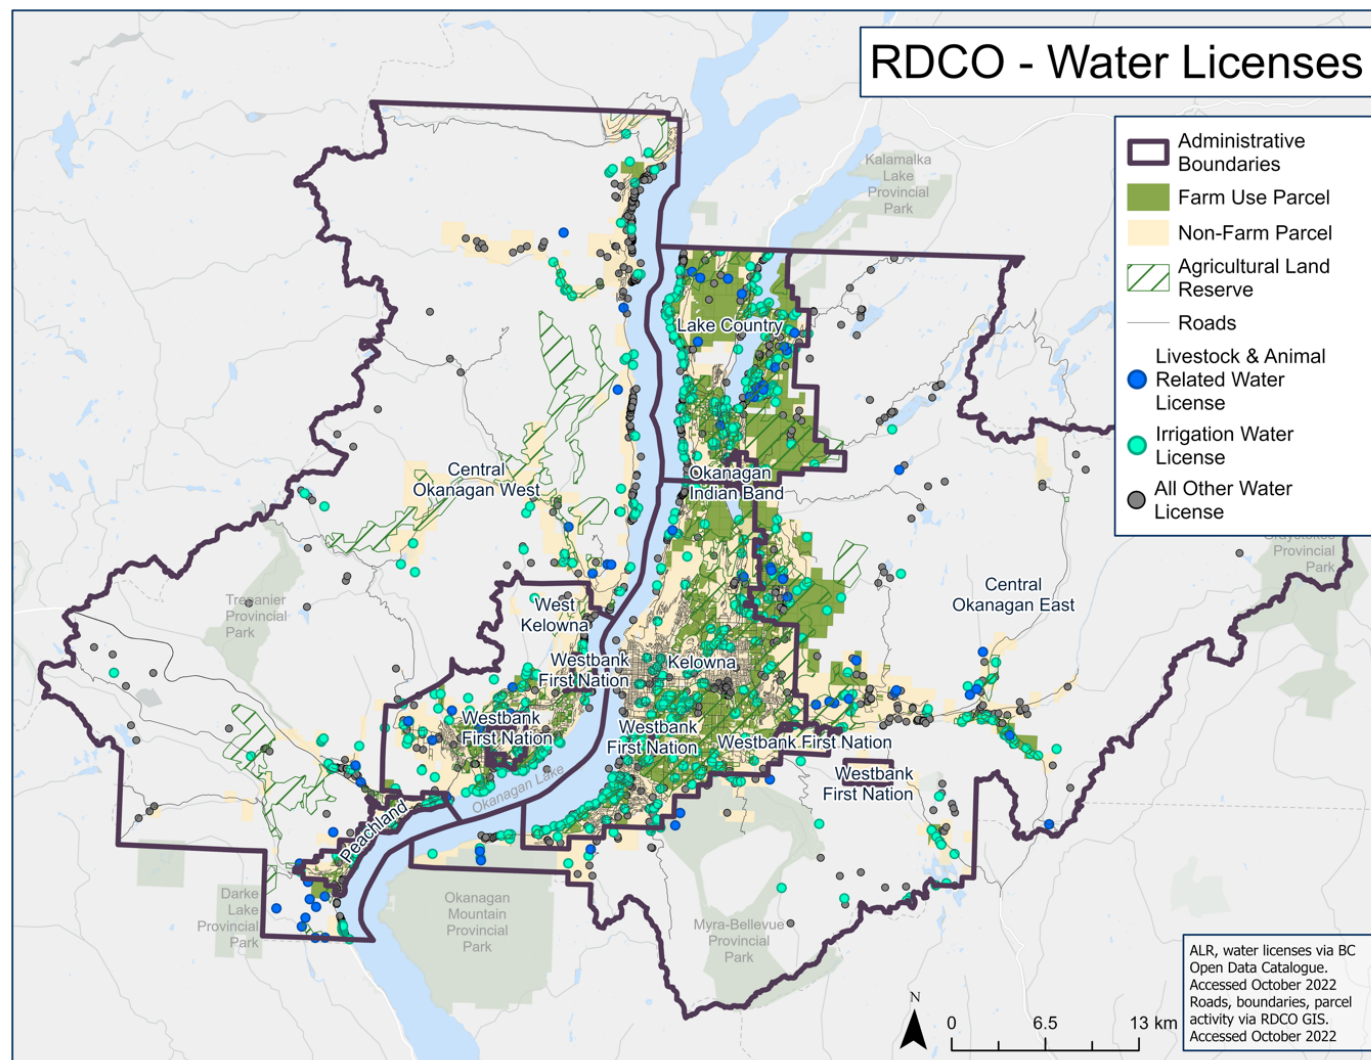 RDCO - Water Licenses
Administrative
Boundaries
Farm Use Parcel
Non-Farm Parcel
Agricultural Land
Reserve
Roads
Livestock & Animal
Related Water
License
Irrigation Water
License
All Other Water
License
Kalamalka
Lake
Provincial
Park
Lake Country
Okanagan
Indian Band
Central
Okanagan West
Central
Okanagan East
Graystokes
Provincial
Park
Trepanier
Provincial
Park
West
Kelowna
Westbank
First Nation
Kelowna
Westbank
First Nation
Westbank
First Nation
Westbank First Nation
Westbank
First Nation
Okanagan Lake
Peachland
Darke
Lake
Provincial
Park
Okanagan
Mountain
Provincial
Park
Myra-Bellevue
Provincial
Park
N
0 6.5 13 km
ALR, water licenses via BC
Open Data Catalogue.
Accessed October 2022
Roads, boundaries, parcel
activity via RDCO GIS.
Accessed October 2022